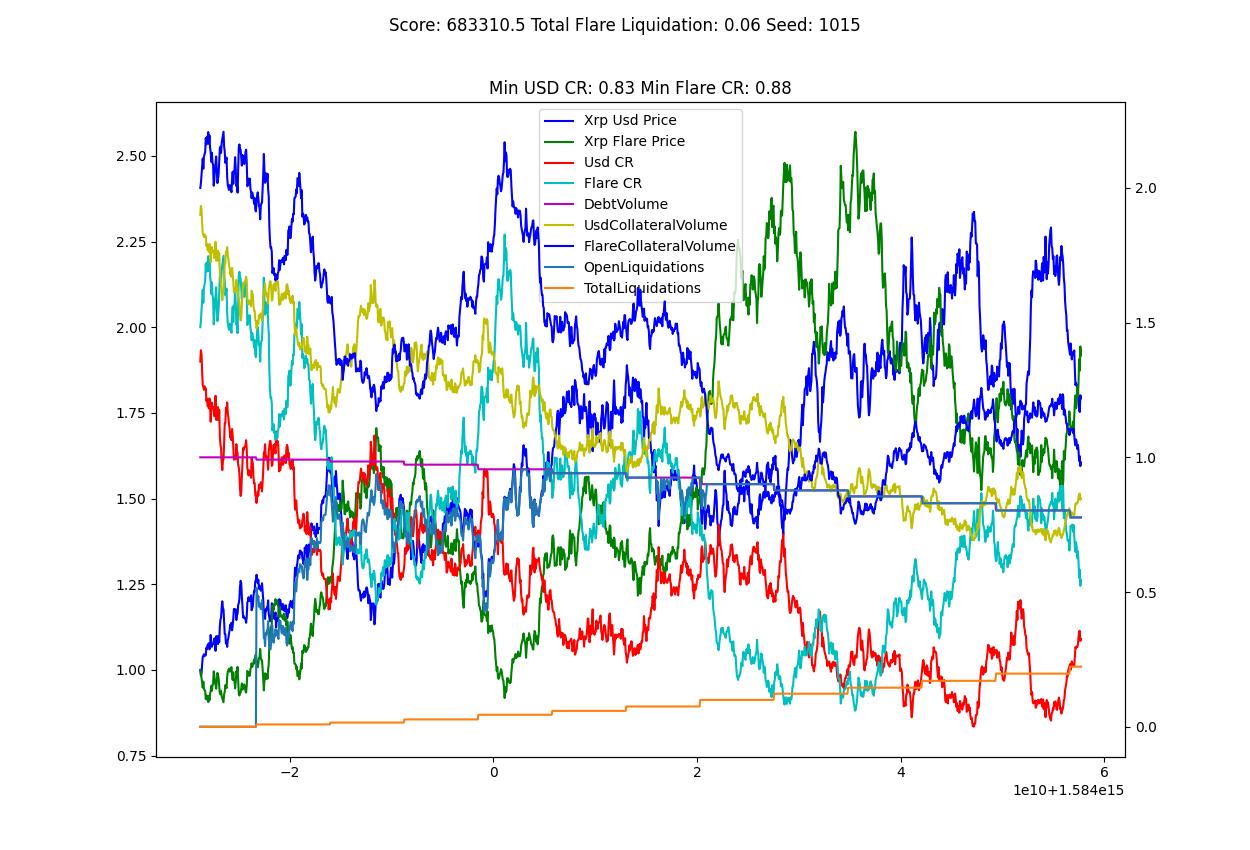 Score: 683310.5 Total Flare Liquidation: 0.06 Seed: 1015
Min USD CR: 0.83 Min Flare CR: 0.88
Xrp Usd Price
Xrp Flare Price
Usd CR
Flare CR
DebtVolume
UsdCollateralVolume
FlareCollateralVolume
OpenLiquidations
TotalLiquidations
2.50
2.25
2.00
1.75
1.50
1.25
1.00
0.75
2.0
1.5
1.0
0.5
0.0
−2 0 2 4 6
1e10+1.584e15